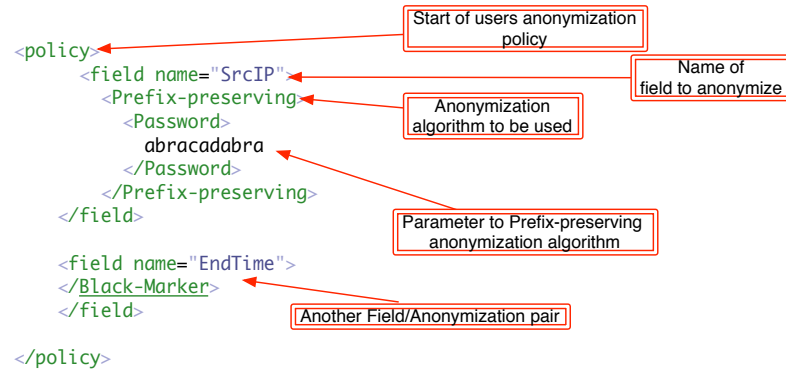 Start of users anonymization
policy
<policy>
<field name="SrcIP">
Name of
field to anonymize
<Prefix-preserving>
Anonymization
algorithm to be used
<Password>
abracadabra
</Password>
</Prefix-preserving>
</field>
Parameter to Prefix-preserving
anonymization algorithm
<field name="EndTime">
</Black-Marker>
Another Field/Anonymization pair
</field>
</policy>